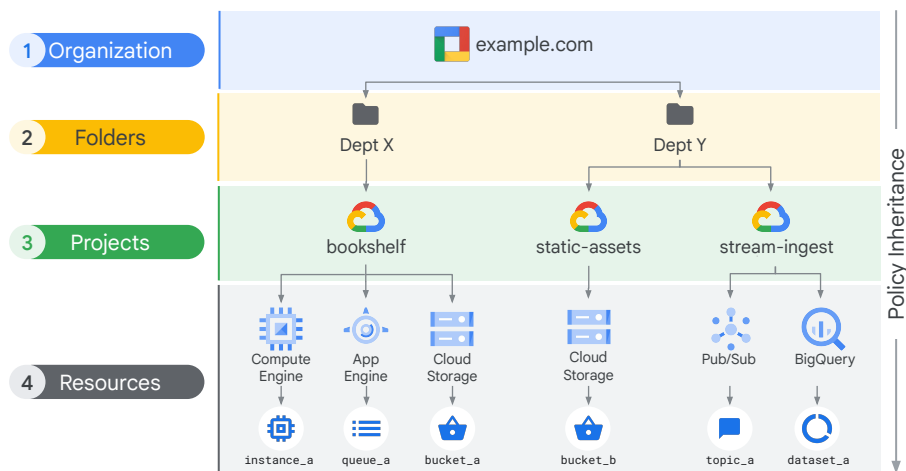 1 Organization
example.com
2 Folders
Dept X
Dept Y
3 Projects
bookshelf
static-assets
stream-ingest
4 Resources
Compute
Engine
App
Engine
Cloud
Storage
Cloud
Storage
Pub/Sub
BigQuery
instance_a
queue_a
bucket_a
bucket_b
topic_a
dataset_a
Policy Inheritance